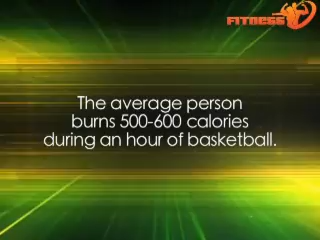 FITNESS
The average person
burns 500-600 calories
during an hour of basketball.